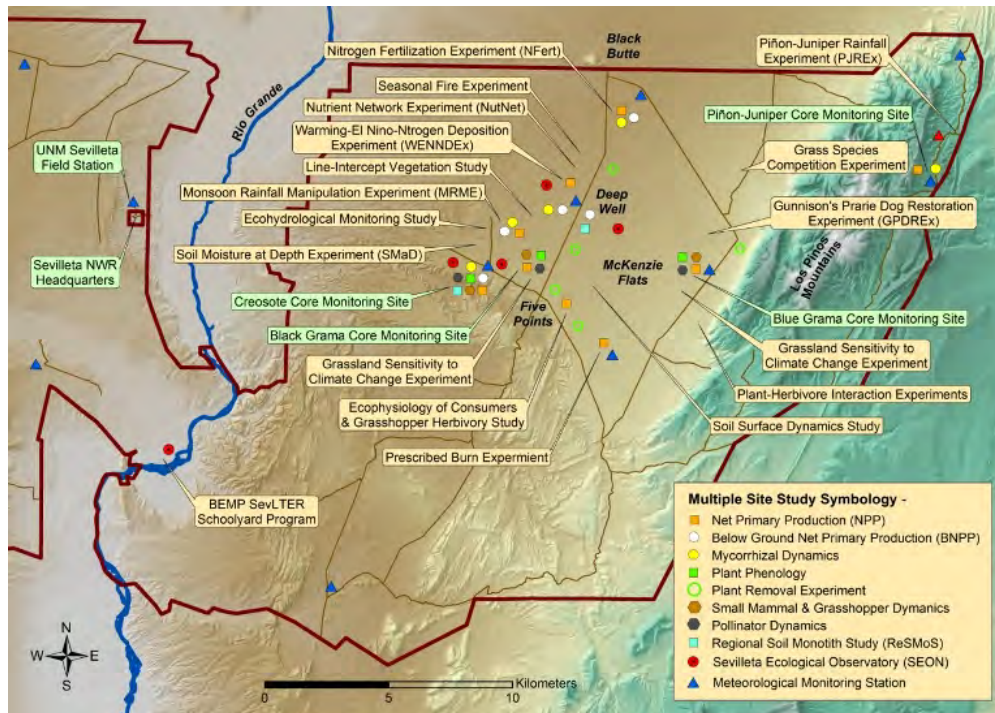 Black
Butte
Nitrogen Fertilization Experiment (NFert)
Piñon-Juniper Rainfall
Experiment (PJREx)
Seasonal Fire Experiment
Nutrient Network Experiment (NutNet)
Piñon-Juniper Core Monitoring Site
Rio Grande
Warming-El Nino-Nitrogen Deposition
Experiment (WENNDEx)
UNM Sevilleta
Field Station
Grass Species
Competition Experiment
Line-Intercept Vegetation Study
Deep
Well
Monsoon Rainfall Manipulation Experiment (MRME)
Gunnison's Prarie Dog Restoration
Experiment (GPDREx)
Ecohydrological Monitoring Study
Soil Moisture at Depth Experiment (SMaD)
Los Pinos
Mountains
McKenzie
Flats
Sevilleta NWR
Headquarters
Creosote Core Monitoring Site
Five
Points
Blue Grama Core Monitoring Site
Black Grama Core Monitoring Site
Grassland Sensitivity to
Climate Change Experiment
Grassland Sensitivity to
Climate Change Experiment
Plant-Herbivore Interaction Experiments
Ecophysiology of Consumers
& Grasshopper Herbivory Study
Soil Surface Dynamics Study
Prescribed Burn Expermient
BEMP SevLTER
Schoolyard Program
Multiple Site Study Symbology -
Net Primary Production (NPP)
Below Ground Net Primary Production (BNPP)
Mycorrhizal Dynamics
Plant Phenology
Plant Removal Experiment
Small Mammal & Grasshopper Dymamics
Pollinator Dynamics
Regional Soil Monotith Study (ReSMoS)
Sevilleta Ecological Observatory (SEON)
Meteorological Monitoring Station
N
W E
S
Kilometers
0 5 10